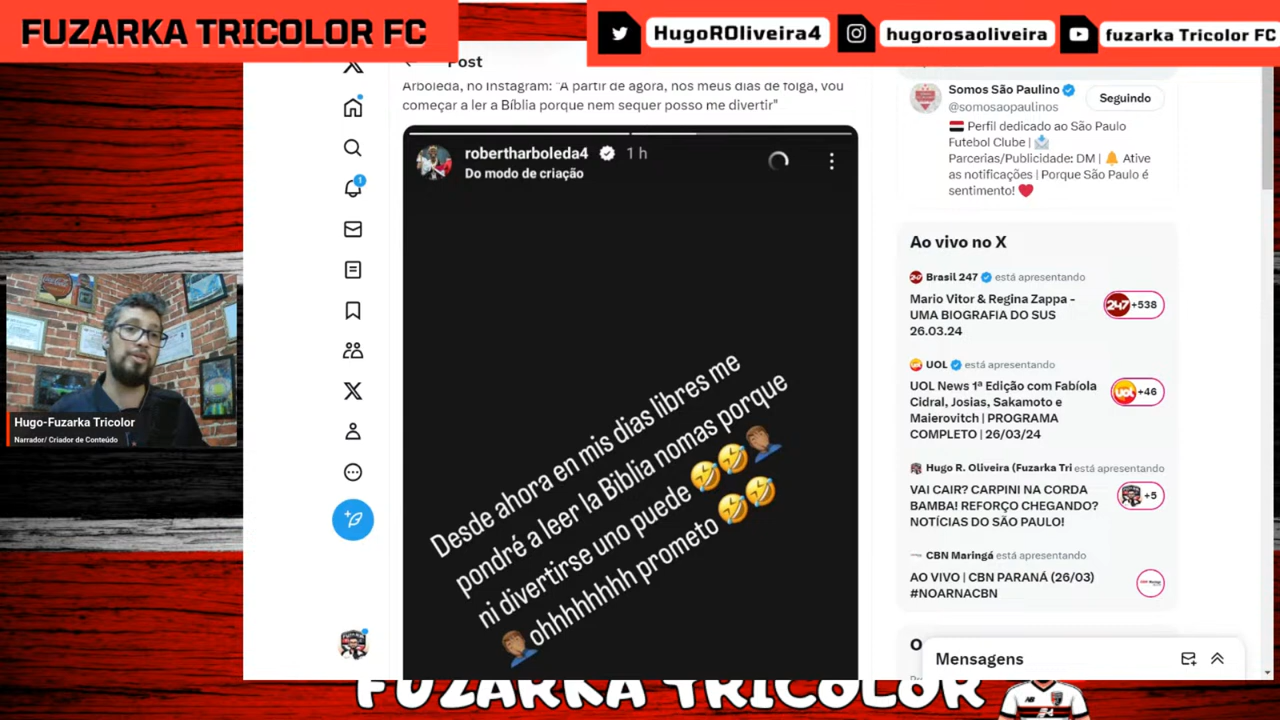 FUZARKA TRICOLOR FC
HugoROliveira4
hugorosaoliveira
fuzarka Tricolor FC
Post
Arboleda, no Instagram: "A partir de agora, nos meus dias de folga, vou
começar a ler a Bíblia porque nem sequer posso me divertir"
robertharboleda4 1 h
Do modo de criação
Desde ahora en mis dias libres me
pondré a leer la Biblia nomas porque
ni divertirse uno puede 🤣🤣🤦🏽‍♂️
🤦🏽‍♂️ohhhhhhh prometo 🤣🤣
Somos São Paulino
@somosaopaulinos
Seguindo
🇾🇪 Perfil dedicado ao São Paulo
Futebol Clube | 📩
Parcerias/Publicidade: DM | 🔔 Ative
as notificações | Porque São Paulo é
sentimento! ❤️
Ao vivo no X
247 Brasil 247 está apresentando
Mario Vitor & Regina Zappa -
UMA BIOGRAFIA DO SUS
26.03.24
247 +538
UOL está apresentando
UOL News 1ª Edição com Fabíola
Cidral, Josias, Sakamoto e
Maierovitch | PROGRAMA
COMPLETO | 26/03/24
UOL +46
Hugo R. Oliveira (Fuzarka Tri está apresentando
VAI CAIR? CARPINI NA CORDA
BAMBA! REFORÇO CHEGANDO?
NOTÍCIAS DO SÃO PAULO!
+5
CBN Maringá está apresentando
AO VIVO | CBN PARANÁ (26/03)
#NOARNACBN
O
Mensagens
1
Hugo-Fuzarka Tricolor
Narrador/ Criador de Conteúdo
FUZARKA TRICOLOR